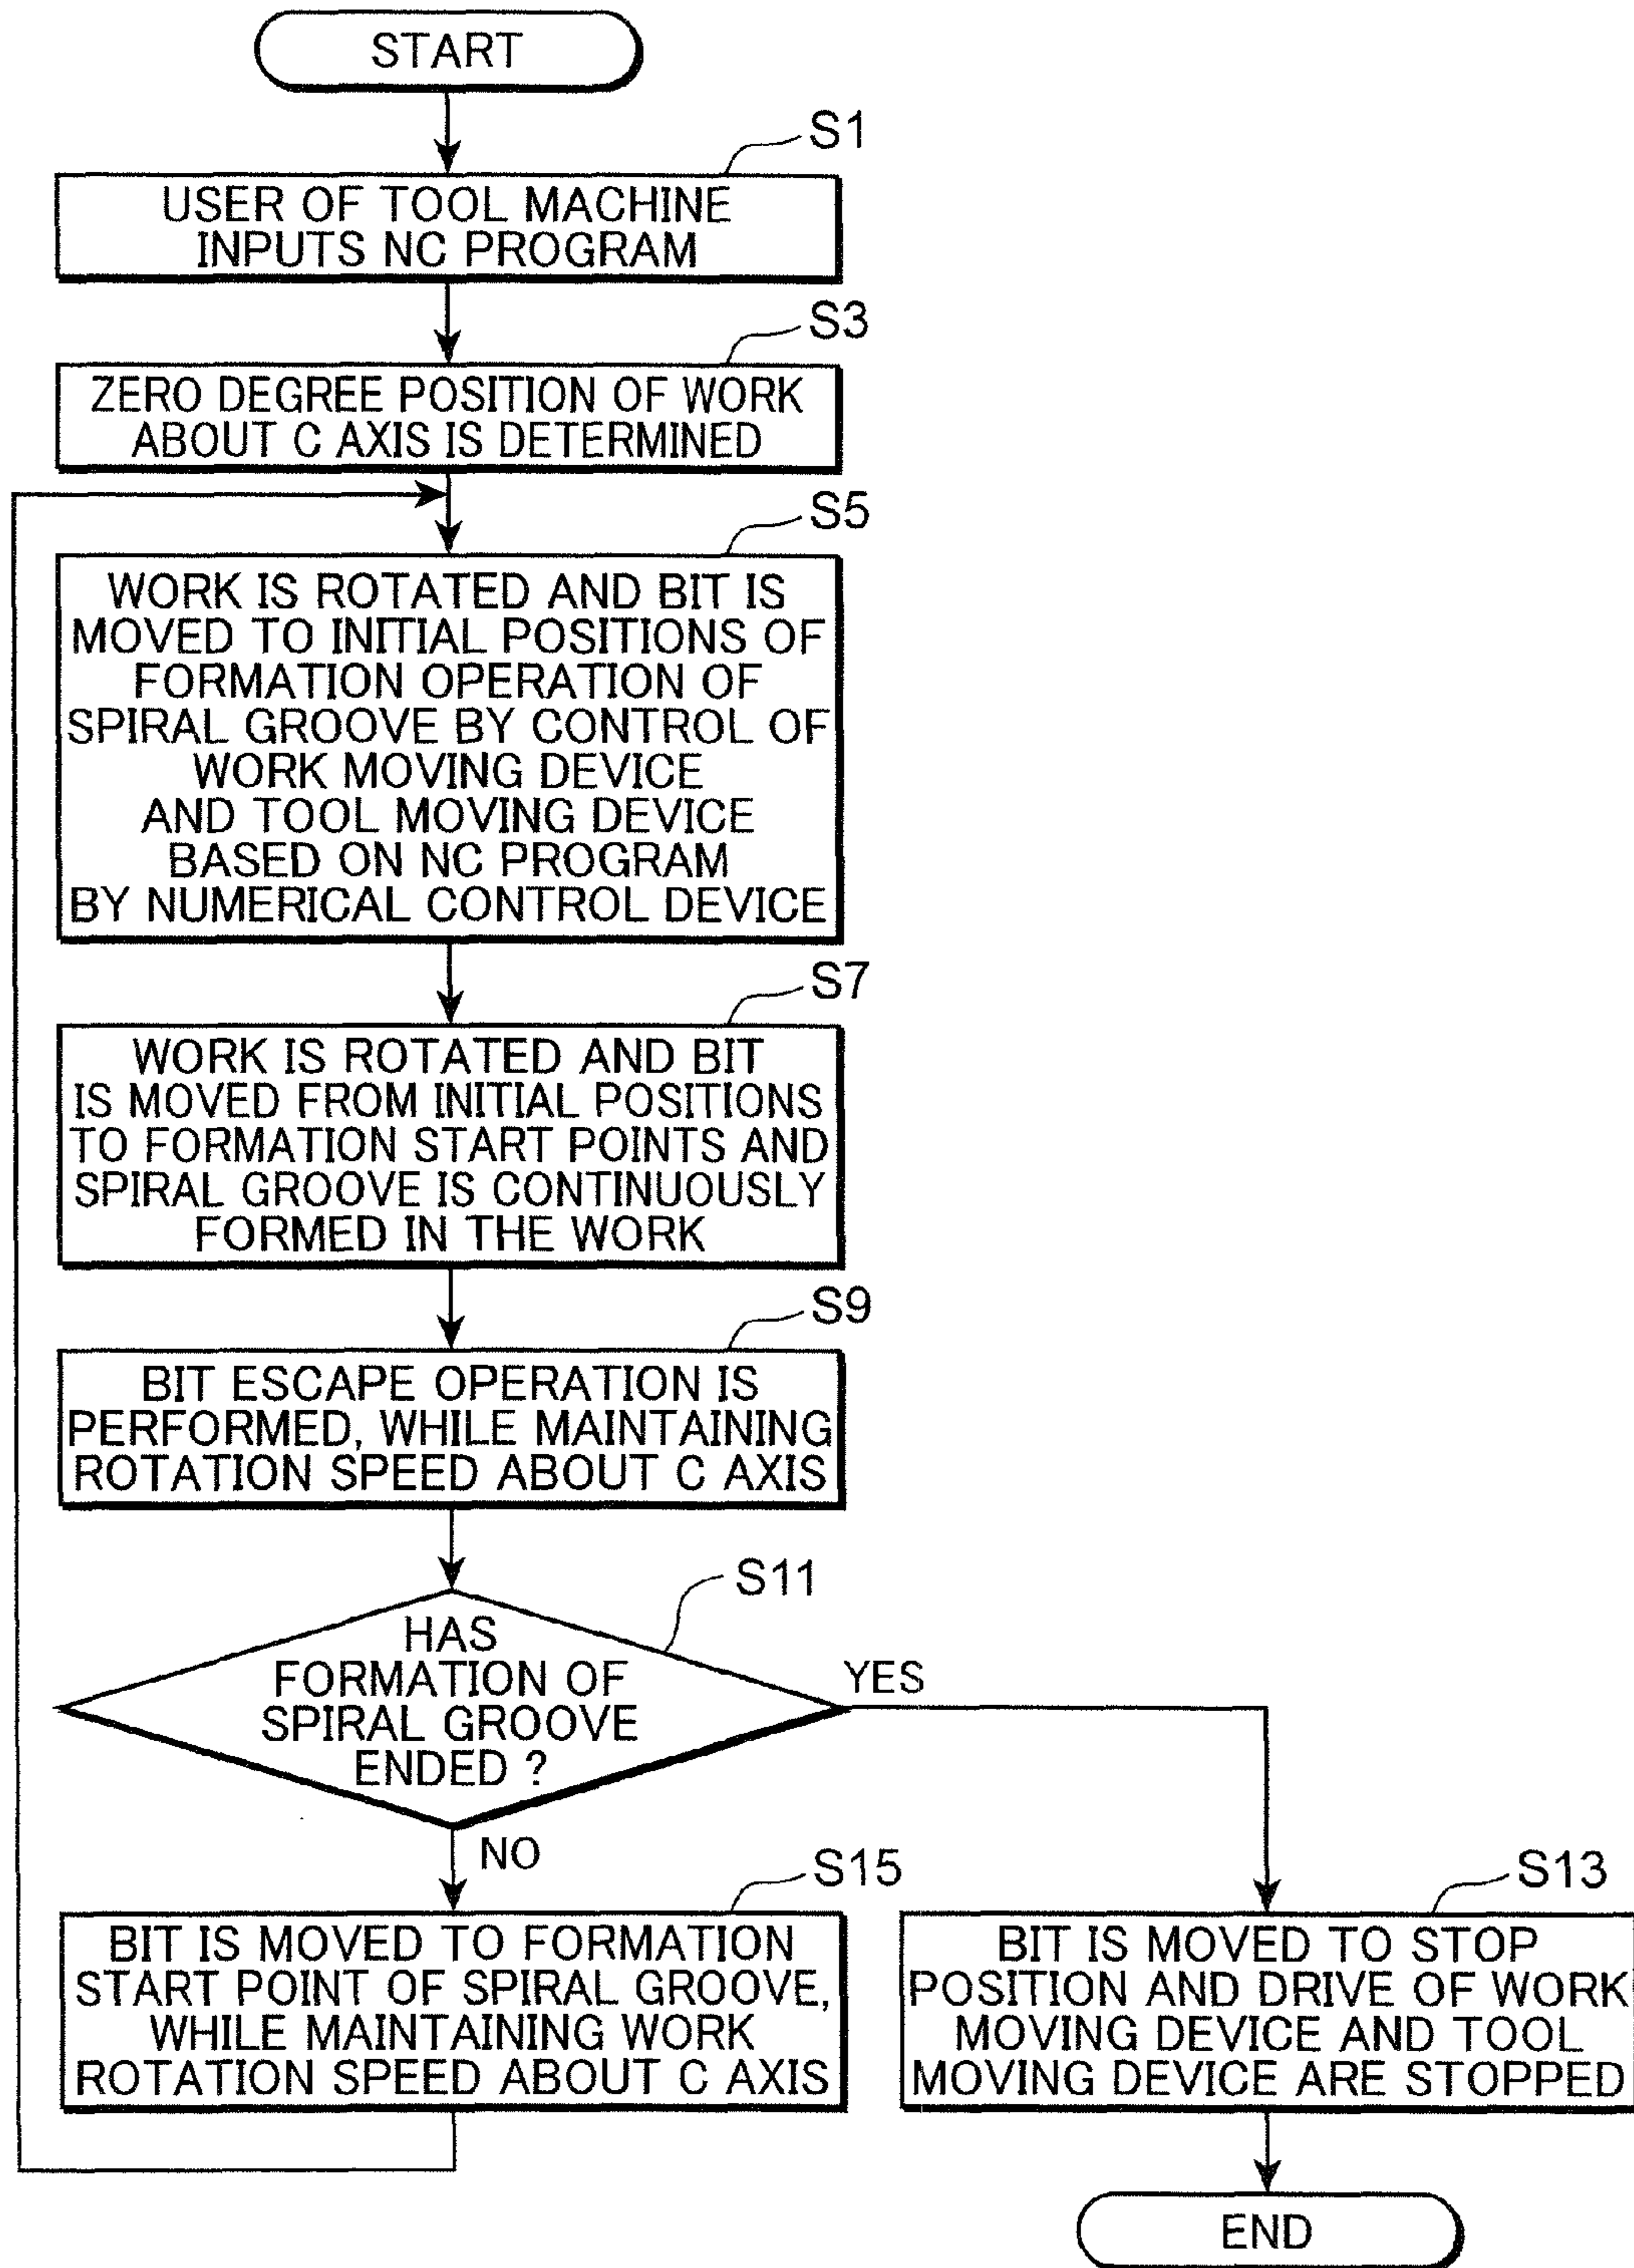 START
S1
USER OF TOOL MACHINE
INPUTS NC PROGRAM
S3
ZERO DEGREE POSITION OF WORK
ABOUT C AXIS IS DETERMINED
S5
WORK IS ROTATED AND BIT IS
MOVED TO INITIAL POSITIONS OF
FORMATION OPERATION OF
SPIRAL GROOVE BY CONTROL OF
WORK MOVING DEVICE
AND TOOL MOVING DEVICE
BASED ON NC PROGRAM
BY NUMERICAL CONTROL DEVICE
S7
WORK IS ROTATED AND BIT
IS MOVED FROM INITIAL POSITIONS
TO FORMATION START POINTS AND
SPIRAL GROOVE IS CONTINUOUSLY
FORMED IN THE WORK
S9
BIT ESCAPE OPERATION IS
PERFORMED, WHILE MAINTAINING
ROTATION SPEED ABOUT C AXIS
S11
HAS
FORMATION OF
SPIRAL GROOVE
ENDED ?
YES
NO
S15
BIT IS MOVED TO FORMATION
START POINT OF SPIRAL GROOVE,
WHILE MAINTAINING WORK
ROTATION SPEED ABOUT C AXIS
S13
BIT IS MOVED TO STOP
POSITION AND DRIVE OF WORK
MOVING DEVICE AND TOOL
MOVING DEVICE ARE STOPPED
END